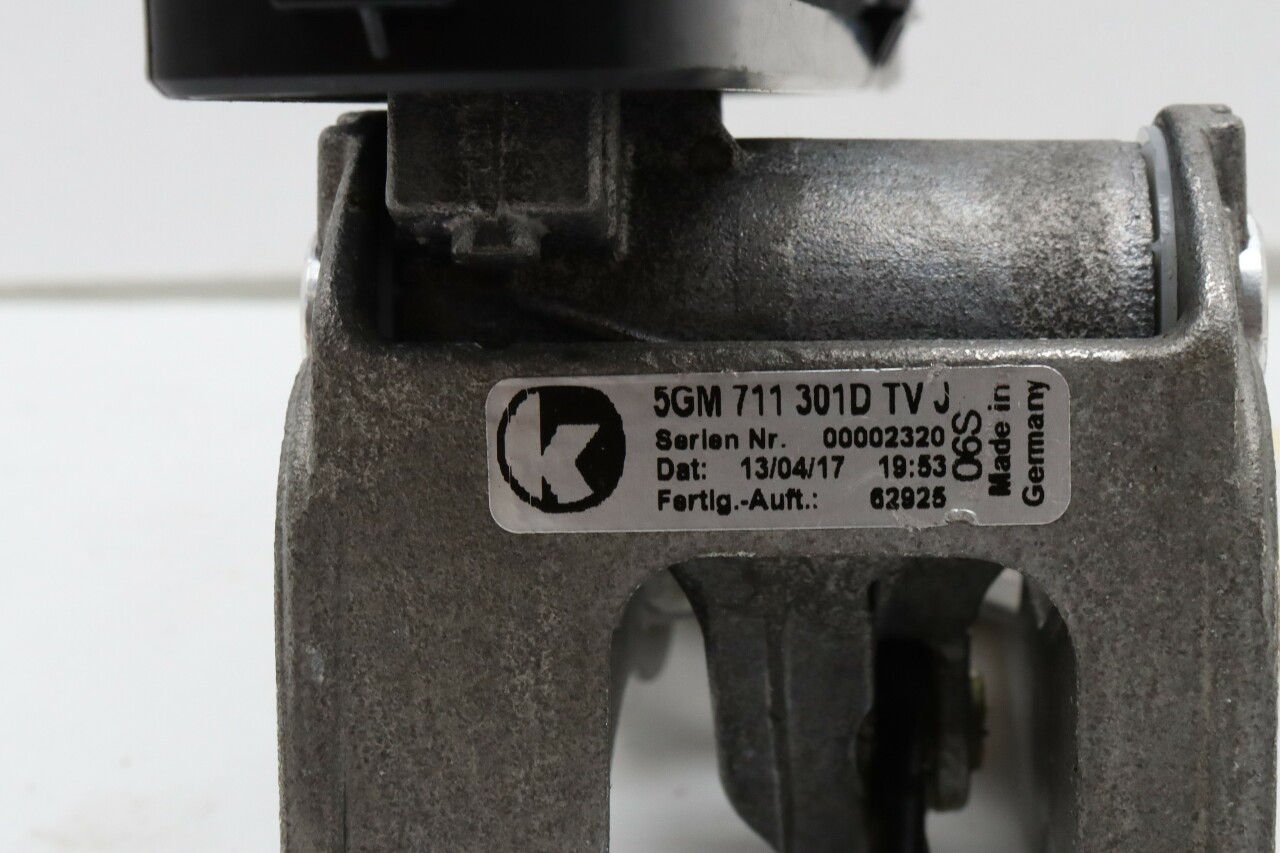 K
5GM 711 301D TV J
Serien Nr. 00002320
Dat: 13/04/17 19:53
Fertig.-Auft.: 62925
06S
Made in
Germany